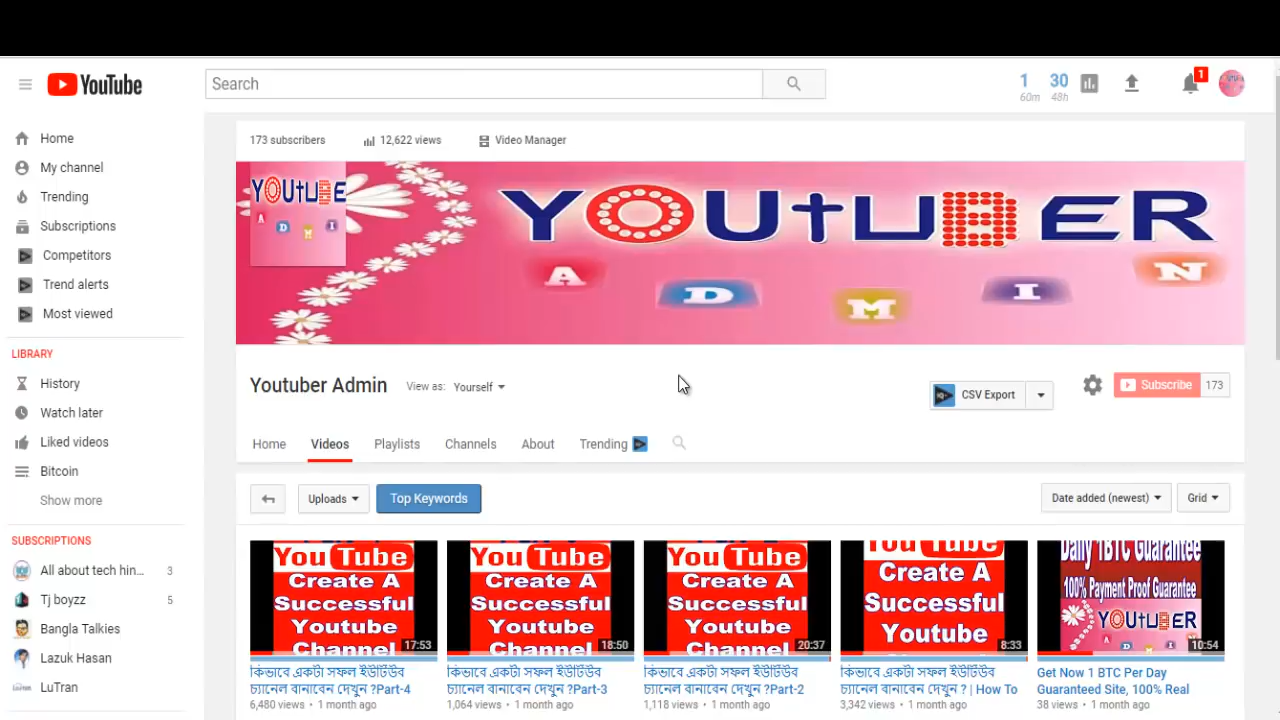 YouTube
Search
1 60m
30 48h
1
Home
My channel
Trending
Subscriptions
Competitors
Trend alerts
Most viewed
LIBRARY
History
Watch later
Liked videos
Bitcoin
Show more
SUBSCRIPTIONS
All about tech hin... 3
Tj boyzz 5
Bangla Talkies
Lazuk Hasan
LuTran
173 subscribers 12,622 views Video Manager
YOUtUBE
A D M I
YOUtUBER
A D M I N
Youtuber Admin View as: Yourself
CSV Export
Subscribe 173
Home Videos Playlists Channels About Trending
Uploads Top Keywords
Date added (newest) Grid
You Tube
Create A
Successful
Youtube
Channel
17:53
কিভাবে একটা সফল ইউটিউব
চ্যানেল বানাবেন দেখুন ?Part-4
6,480 views • 1 month ago
You Tube
Create A
Successful
Youtube
Channel
18:50
কিভাবে একটা সফল ইউটিউব
চ্যানেল বানাবেন দেখুন ?Part-3
1,064 views • 1 month ago
You Tube
Create A
Successful
Youtube
Channel
20:37
কিভাবে একটা সফল ইউটিউব
চ্যানেল বানাবেন দেখুন ?Part-2
1,118 views • 1 month ago
You Tube
Create A
Successful
Youtube
8:33
কিভাবে একটা সফল ইউটিউব
চ্যানেল বানাবেন দেখুন ? | How To
3,342 views • 1 month ago
Daily 1BTC Guarantee
100% Payment Proof Guarantee
YOUtUBER
10:54
Get Now 1 BTC Per Day
Guaranteed Site, 100% Real
38 views • 1 month ago